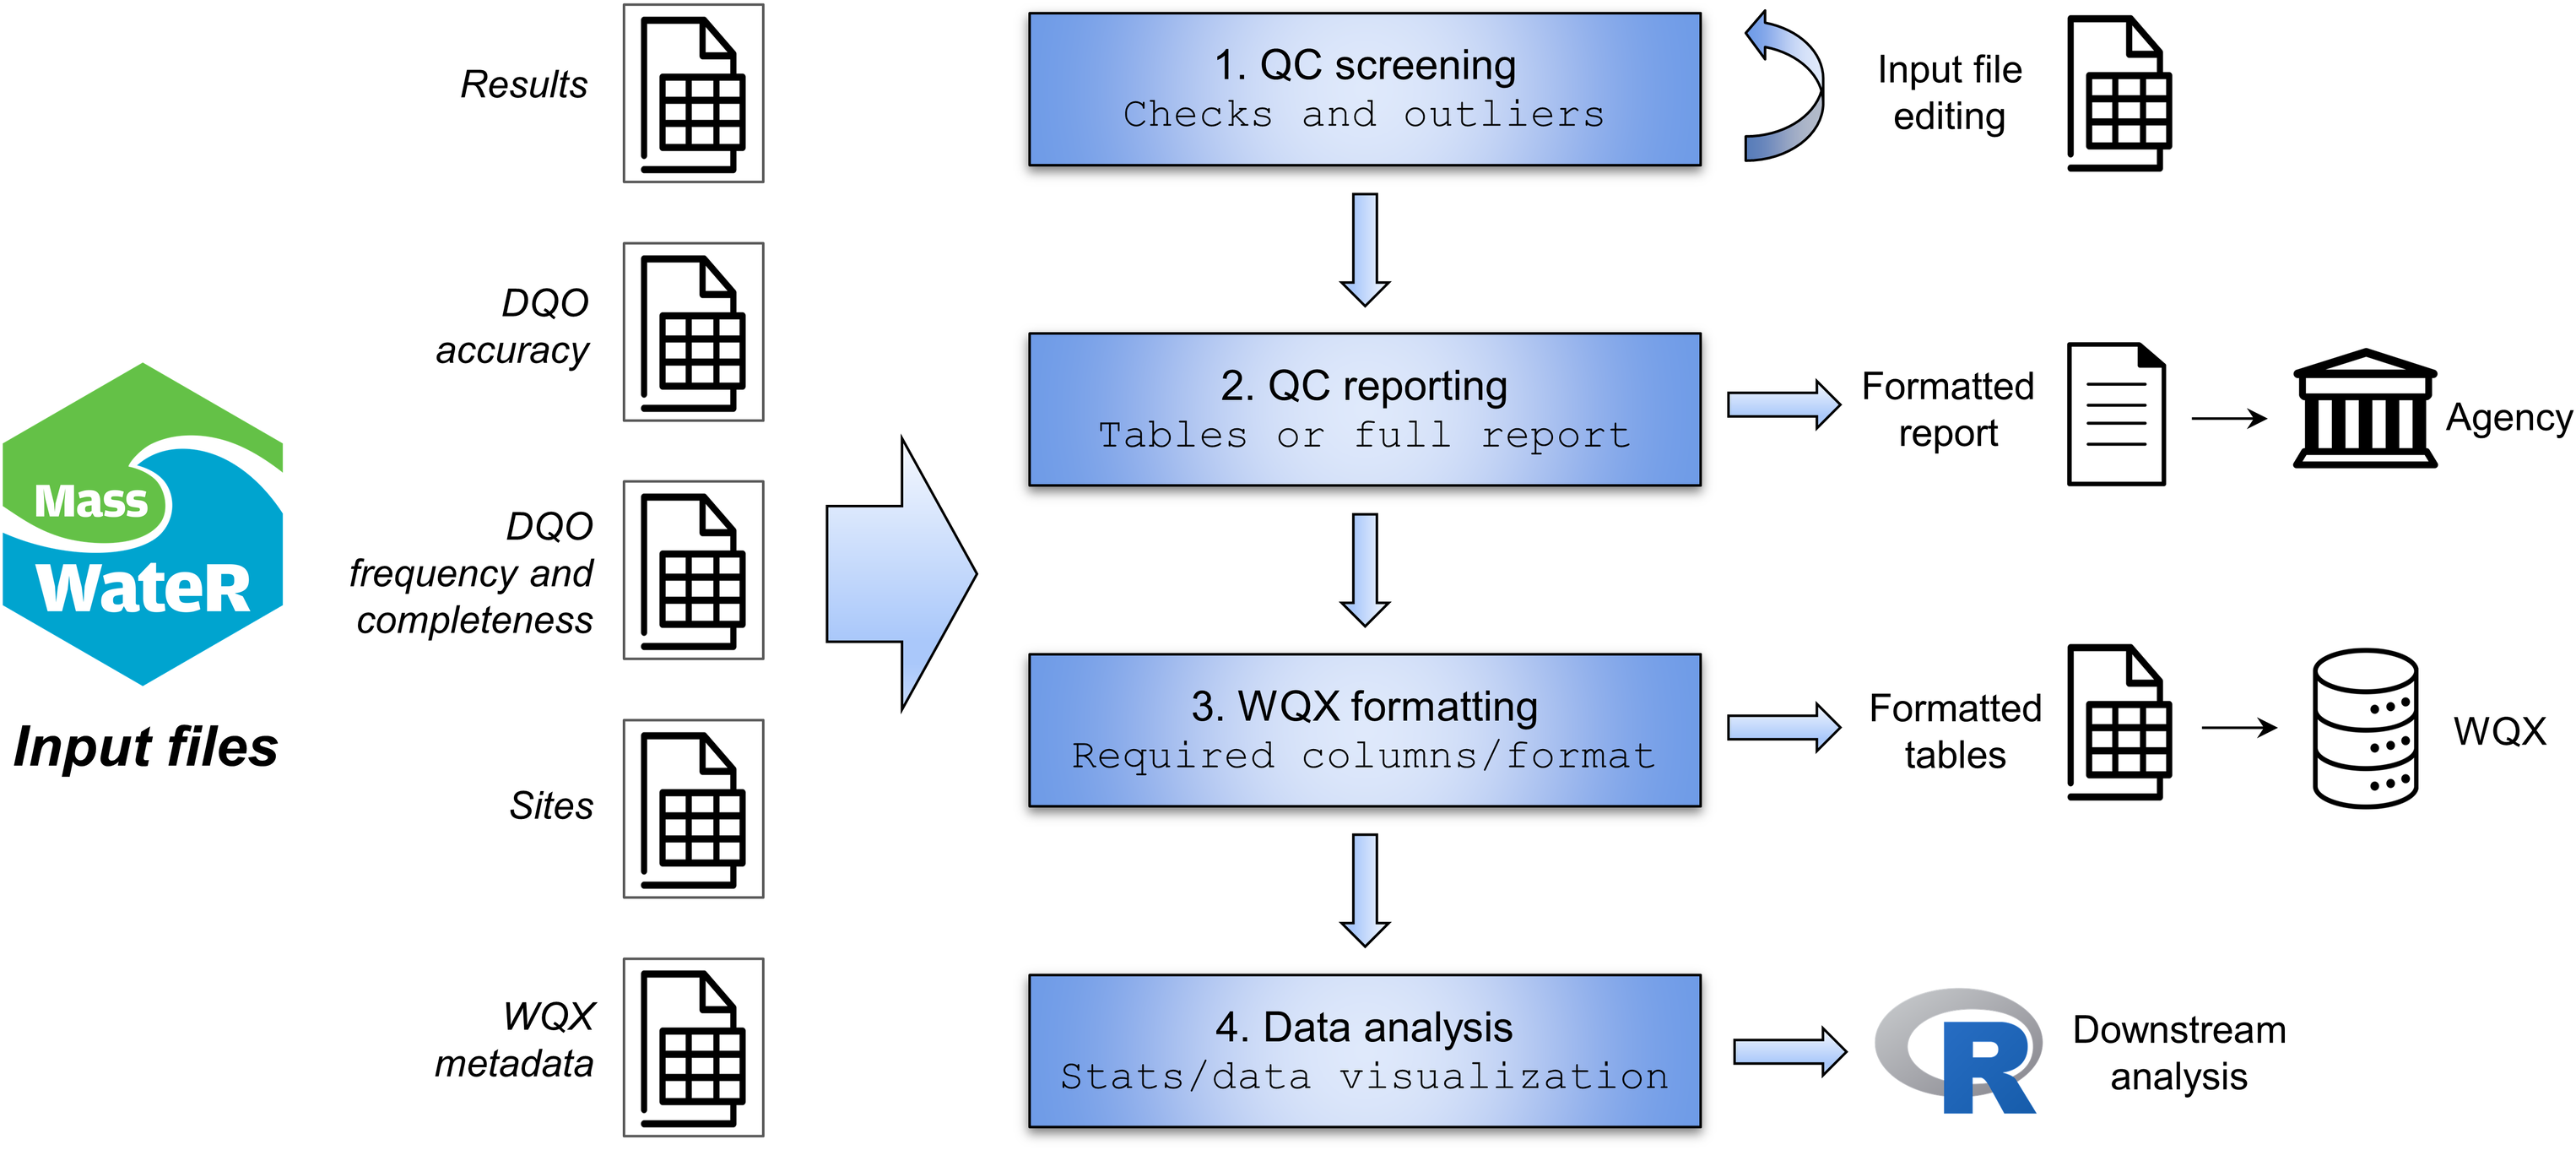 Mass
WateR
Input files
Results
DQO
accuracy
DQO
frequency and
completeness
Sites
WQX
metadata
1. QC screening
Checks and outliers
Input file
editing
2. QC reporting
Tables or full report
Formatted
report
Agency
3. WQX formatting
Required columns/format
Formatted
tables
WQX
4. Data analysis
Stats/data visualization
R
Downstream
analysis